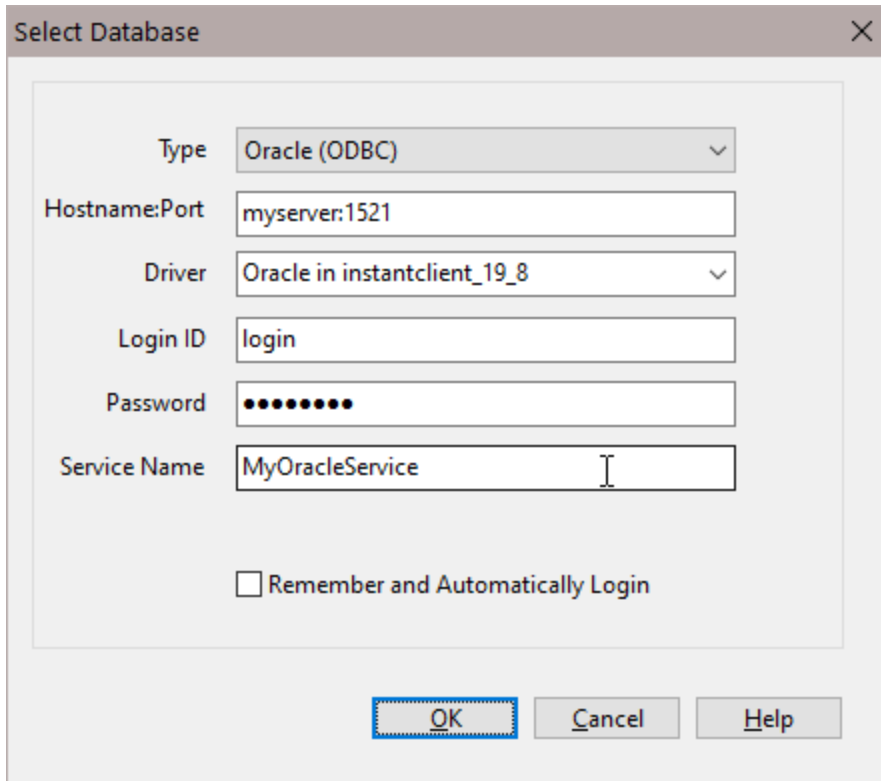 Select Database
Type Oracle (ODBC)
Hostname:Port myserver:1521
Driver Oracle in instantclient_19_8
Login ID login
Password ●●●●●●●●
Service Name MyOracleService
Remember and Automatically Login
OK Cancel Help